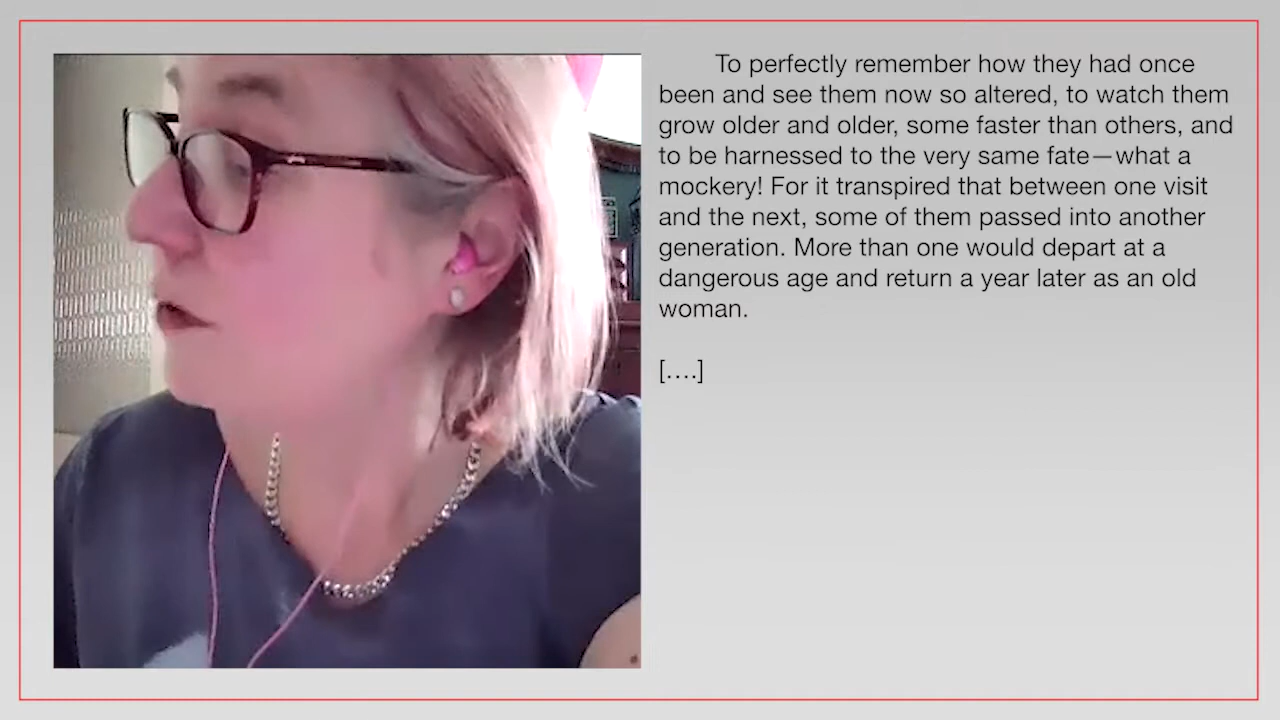 To perfectly remember how they had once
been and see them now so altered, to watch them
grow older and older, some faster than others, and
to be harnessed to the very same fate—what a
mockery! For it transpired that between one visit
and the next, some of them passed into another
generation. More than one would depart at a
dangerous age and return a year later as an old
woman.
[....]